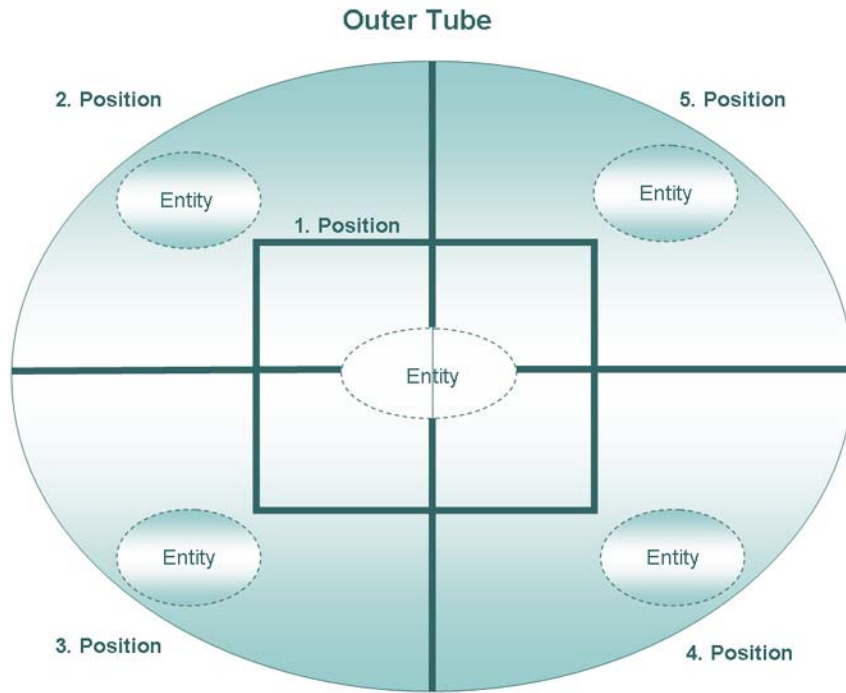 Outer Tube
2. Position
5. Position
Entity
Entity
1. Position
Entity
Entity
Entity
3. Position
4. Position